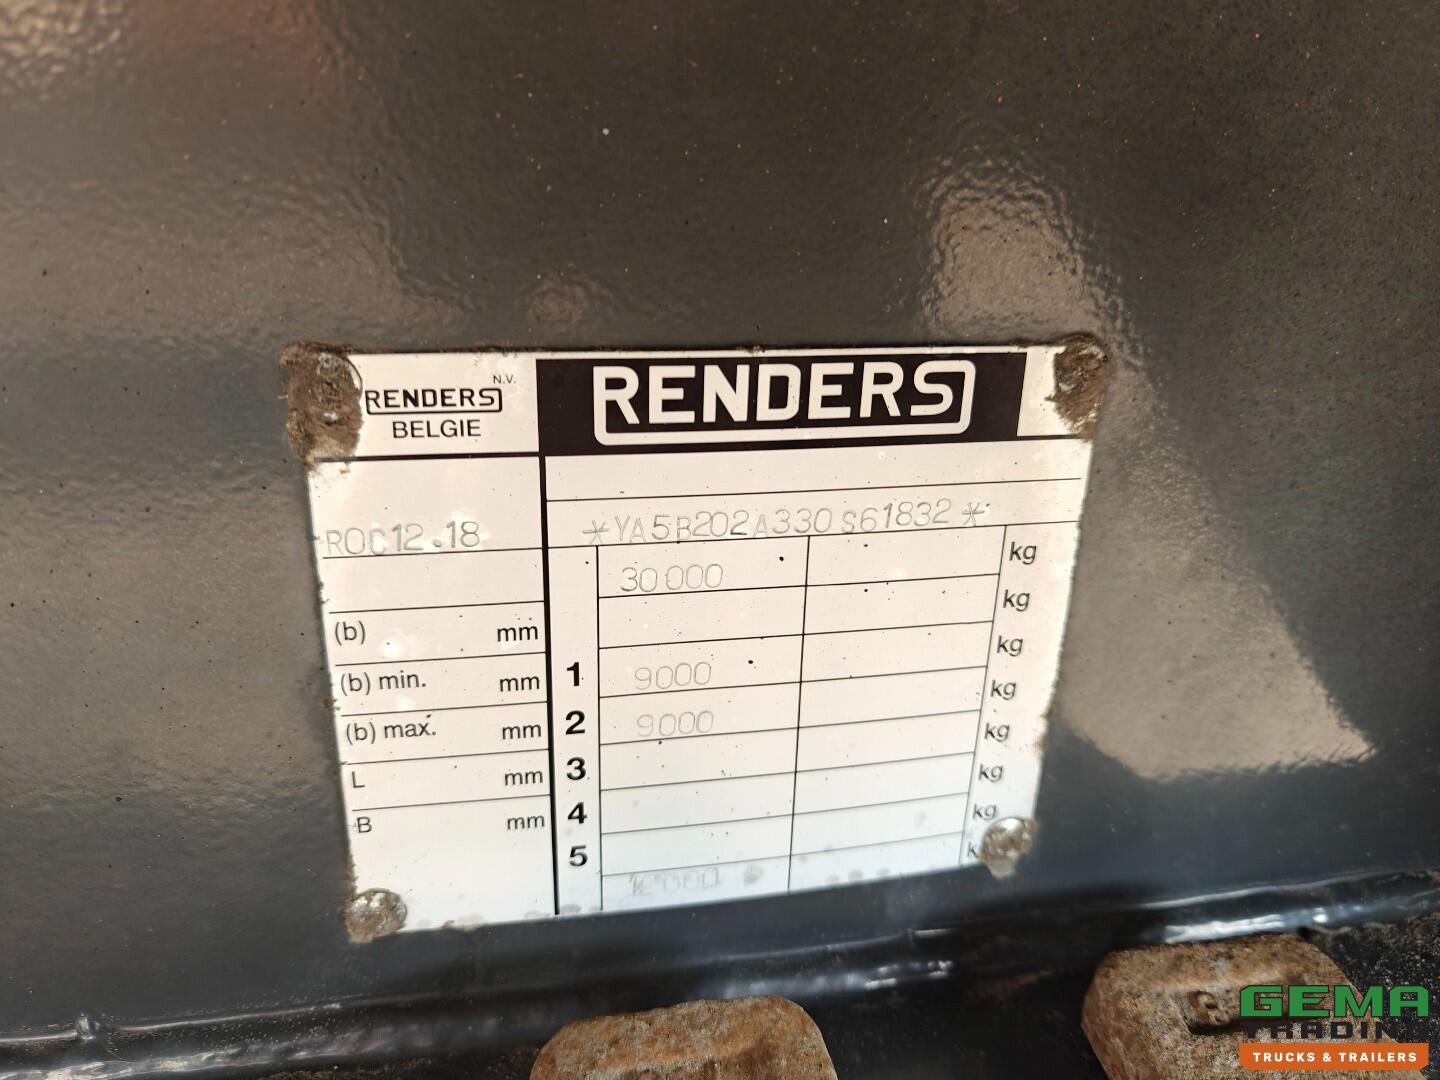 RENDERS N.V.
BELGIE
RENDERS
ROC12.18
*YA5B202A330S61832*
30000 kg
kg
(b) mm
kg
(b) min. mm 1 9000 kg
(b) max. mm 2 9000 kg
L mm 3 kg
B mm 4 kg
5
12000
GEMA
TRADING
TRUCKS & TRAILERS